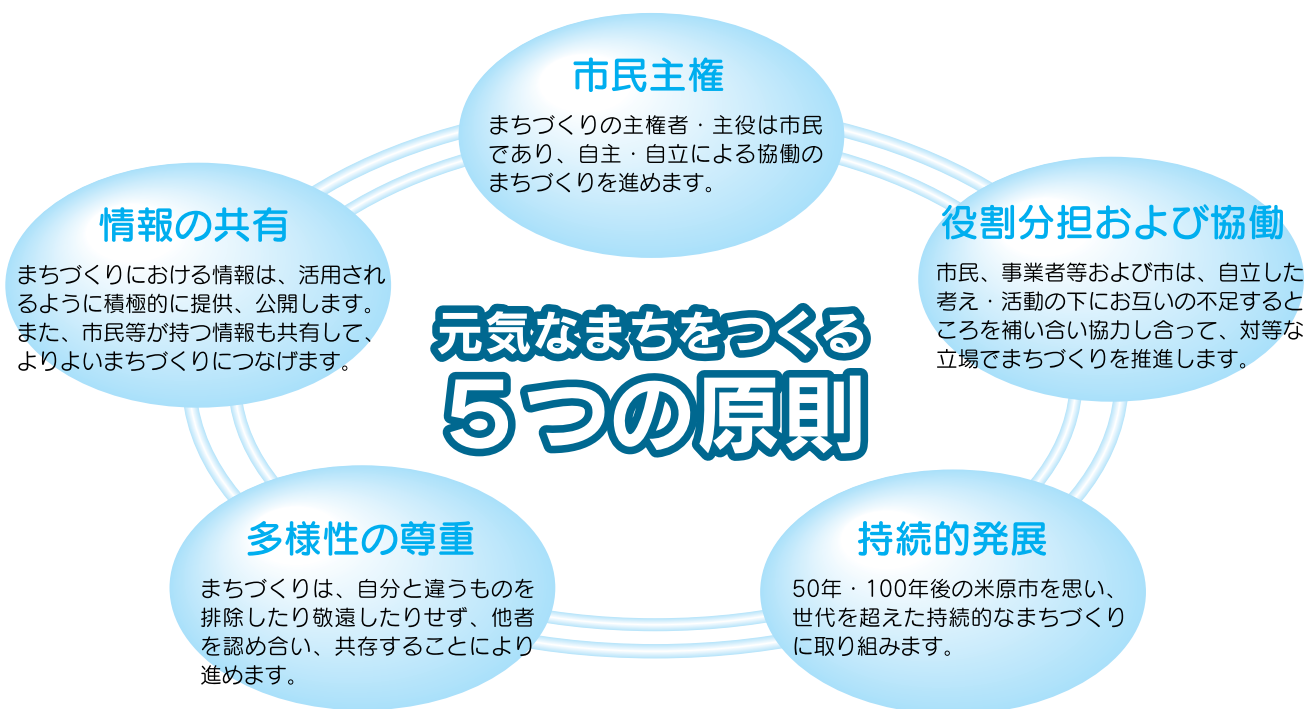 市民主権
まちづくりの主権者・主役は市民
であり、自主・自立による協働の
まちづくりを進めます。
役割分担および協働
市民、事業者等および市は、自立した
考え・活動の下にお互いの不足すると
ころを補い合い協力し合って、対等な
立場でまちづくりを推進します。
情報の共有
まちづくりにおける情報は、活用され
るように積極的に提供、公開します。
また、市民等が持つ情報も共有して、
よりよいまちづくりにつなげます。
元気なまちをつくる
5つの原則
多様性の尊重
まちづくりは、自分と違うものを
排除したり敬遠したりせず、他者
を認め合い、共存することにより
進めます。
持続的発展
50年・100年後の米原市を思い、
世代を超えた持続的なまちづくり
に取り組みます。